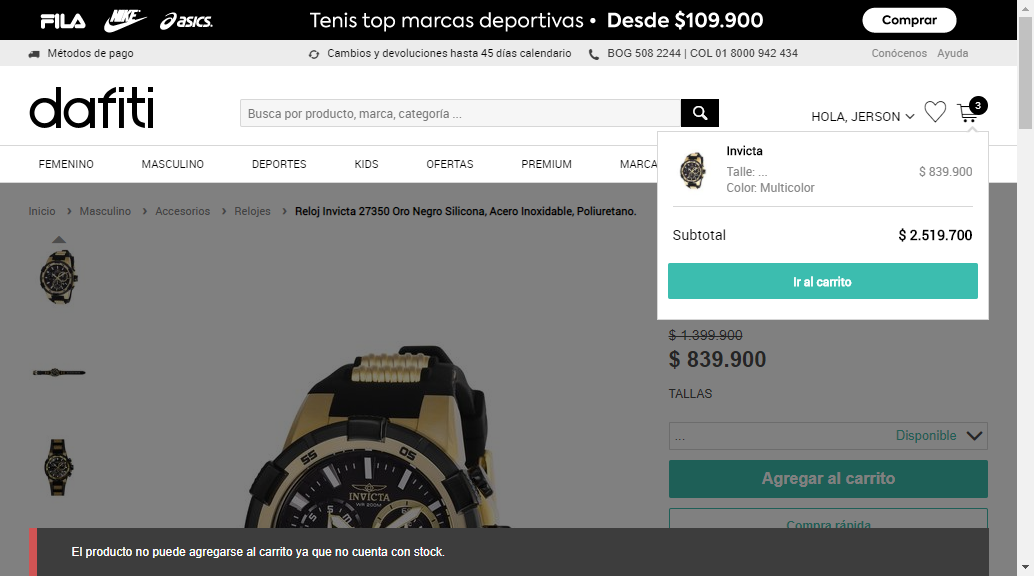 FILA NIKE asics. Tenis top marcas deportivas • Desde $109.900 Comprar
Métodos de pago Cambios y devoluciones hasta 45 días calendario BOG 508 2244 | COL 01 8000 942 434 Conócenos Ayuda
dafiti
Busca por producto, marca, categoría ...
HOLA, JERSON
3
FEMENINO MASCULINO DEPORTES KIDS OFERTAS PREMIUM MARCA
Invicta
Talle: ... $ 839.900
Color: Multicolor
Subtotal $ 2.519.700
Ir al carrito
Inicio > Masculino > Accesorios > Relojes > Reloj Invicta 27350 Oro Negro Silicona, Acero Inoxidable, Poliuretano.
$ 1.399.900
$ 839.900
TALLAS
... Disponible
Agregar al carrito
Compra rápida
55 05
INVICTA
WR 200M
El producto no puede agregarse al carrito ya que no cuenta con stock.